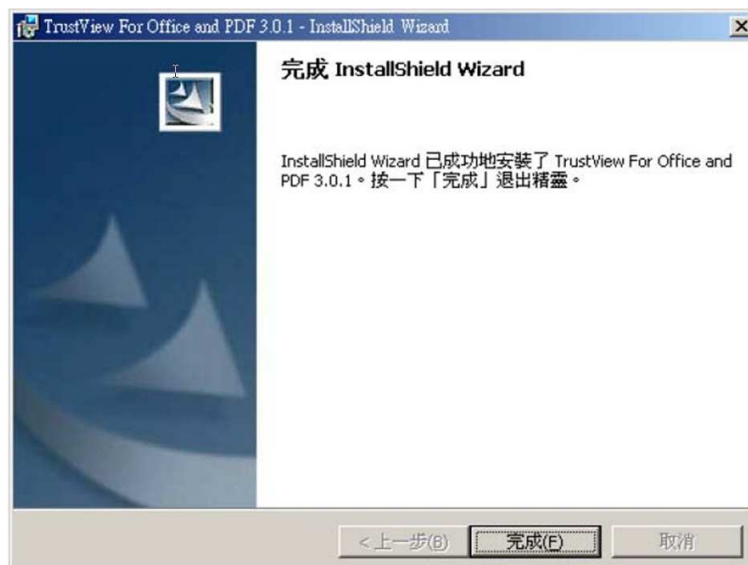 TrustView For Office and PDF 3.0.1 - InstallShield Wizard
完成 InstallShield Wizard
InstallShield Wizard 已成功地安裝了 TrustView For Office and
PDF 3.0.1。按一下「完成」退出精靈。
< 上一步(B) 完成(F) 取消